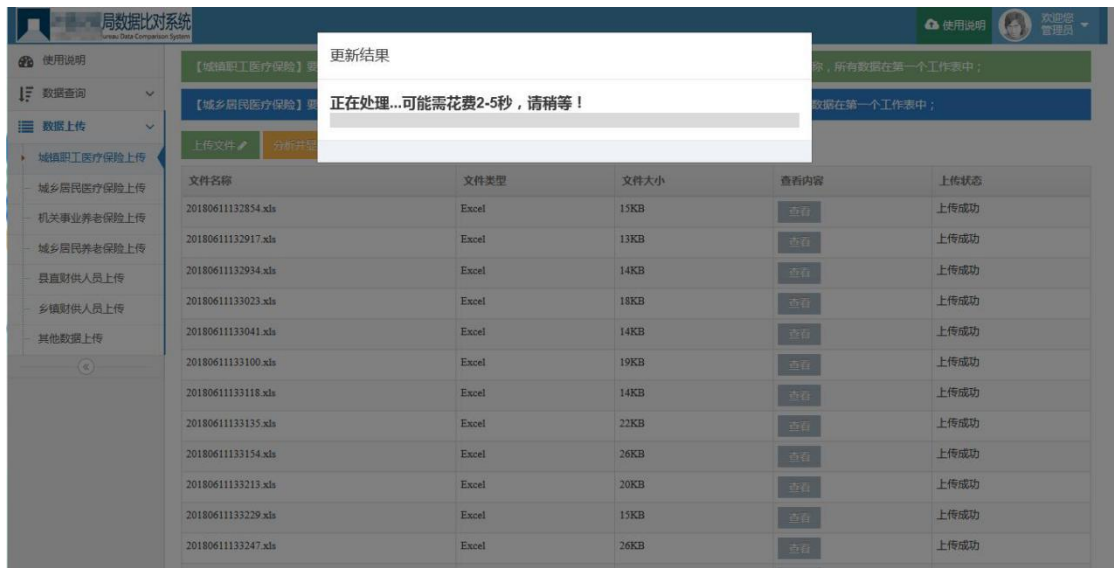 局数据比对系统
ureau Data Comparison System
使用说明
欢迎您
管理员
使用说明
数据查询
数据上传
城镇职工医疗保险上传
城乡居民医疗保险上传
机关事业养老保险上传
城乡居民养老保险上传
县直财供人员上传
乡镇财供人员上传
其他数据上传
更新结果
正在处理...可能需花费2-5秒，请稍等！
【城镇职工医疗保险】要
称，所有数据在第一个工作表中；
【城乡居民医疗保险】要
数据在第一个工作表中；
上传文件
分析并
文件名称 文件类型 文件大小 查看内容 上传状态
20180611132854.xls Excel 15KB 查看 上传成功
20180611132917.xls Excel 13KB 查看 上传成功
20180611132934.xls Excel 14KB 查看 上传成功
20180611133023.xls Excel 18KB 查看 上传成功
20180611133041.xls Excel 14KB 查看 上传成功
20180611133100.xls Excel 19KB 查看 上传成功
20180611133118.xls Excel 14KB 查看 上传成功
20180611133135.xls Excel 22KB 查看 上传成功
20180611133154.xls Excel 26KB 查看 上传成功
20180611133213.xls Excel 20KB 查看 上传成功
20180611133229.xls Excel 15KB 查看 上传成功
20180611133247.xls Excel 26KB 查看 上传成功